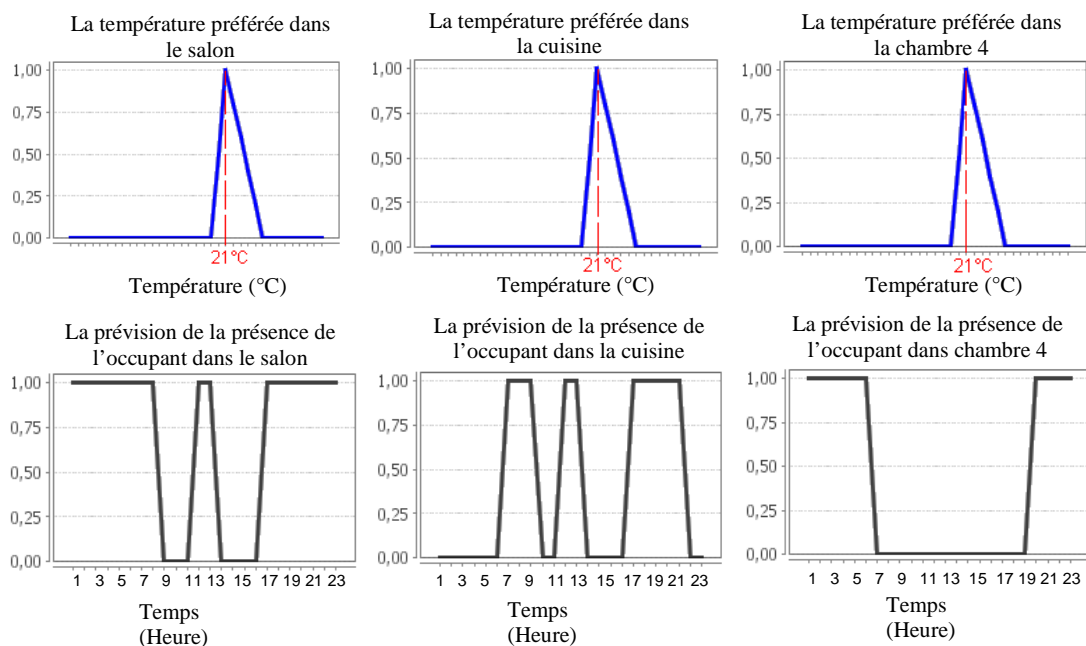 La température préférée dans
le salon
1,00
0,75
0,50
0,25
0,00
21°C
Température (°C)
La température préférée dans
la cuisine
1,00
0,75
0,50
0,25
0,00
21°C
Température (°C)
La température préférée dans
la chambre 4
1,00
0,75
0,50
0,25
0,00
21°C
Température (°C)
La prévision de la présence de
l’occupant dans le salon
1,00
0,75
0,50
0,25
0,00
1 3 5 7 9 11 13 15 17 19 21 23
Temps
(Heure)
La prévision de la présence de
l’occupant dans la cuisine
1,00
0,75
0,50
0,25
0,00
1 3 5 7 9 11 13 15 17 19 21 23
Temps
(Heure)
La prévision de la présence de
l’occupant dans chambre 4
1,00
0,75
0,50
0,25
0,00
1 3 5 7 9 11 13 15 17 19 21 23
Temps
(Heure)